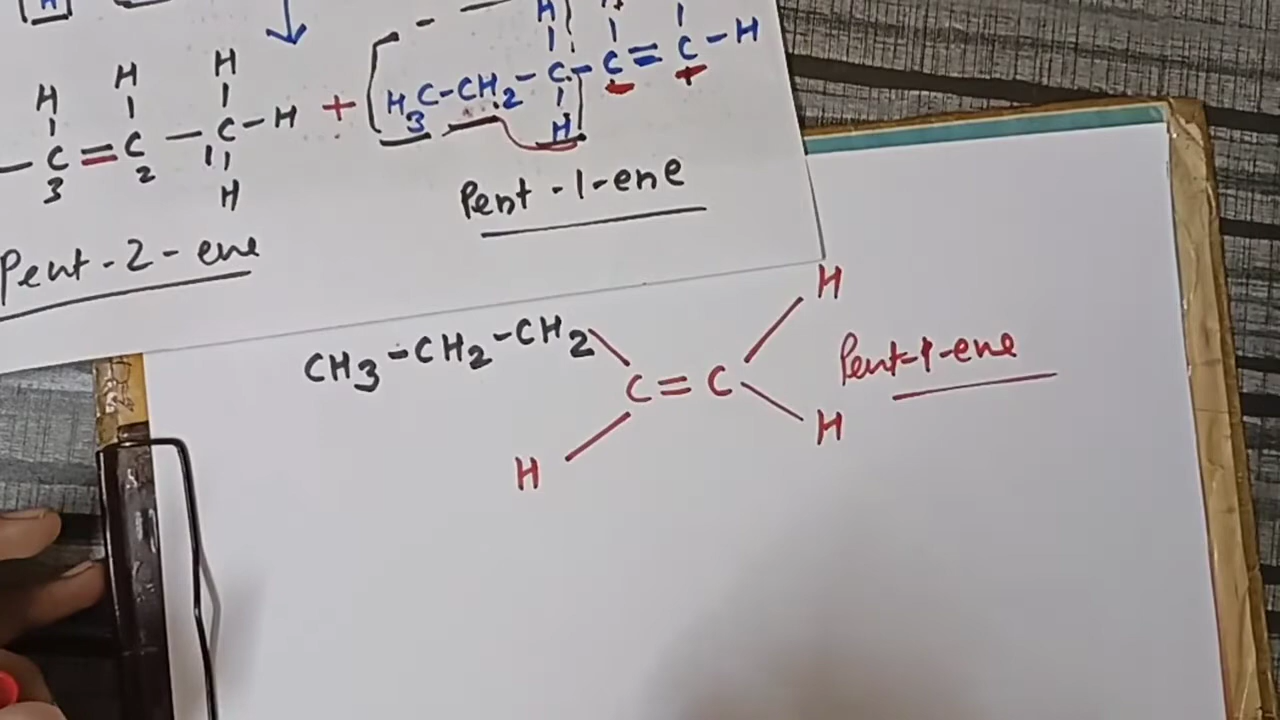 H
H H H H
H3C-CH2-C-C=C-H
-C=C-C-H +
3 2
H H
Pent-1-ene
Pent-2-ene
CH3-CH2-CH2 H
C=C Pent-1-ene
H H